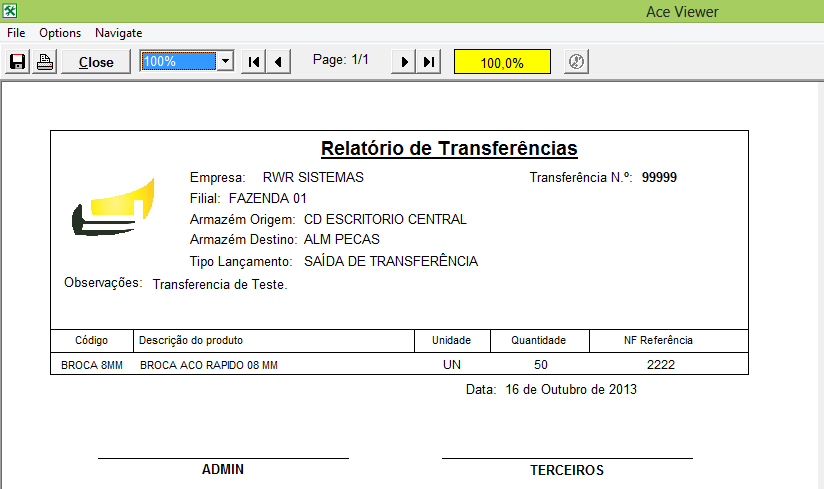 Ace Viewer
File Options Navigate
Close 100% Page: 1/1 100,0%
Relatório de Transferências
Empresa: RWR SISTEMAS Transferência N.º: 99999
Filial: FAZENDA 01
Armazém Origem: CD ESCRITORIO CENTRAL
Armazém Destino: ALM PECAS
Tipo Lançamento: SAÍDA DE TRANSFERÊNCIA
Observações: Transferencia de Teste.
Código Descrição do produto Unidade Quantidade NF Referência
BROCA 8MM BROCA ACO RAPIDO 08 MM UN 50 2222
Data: 16 de Outubro de 2013
ADMIN TERCEIROS